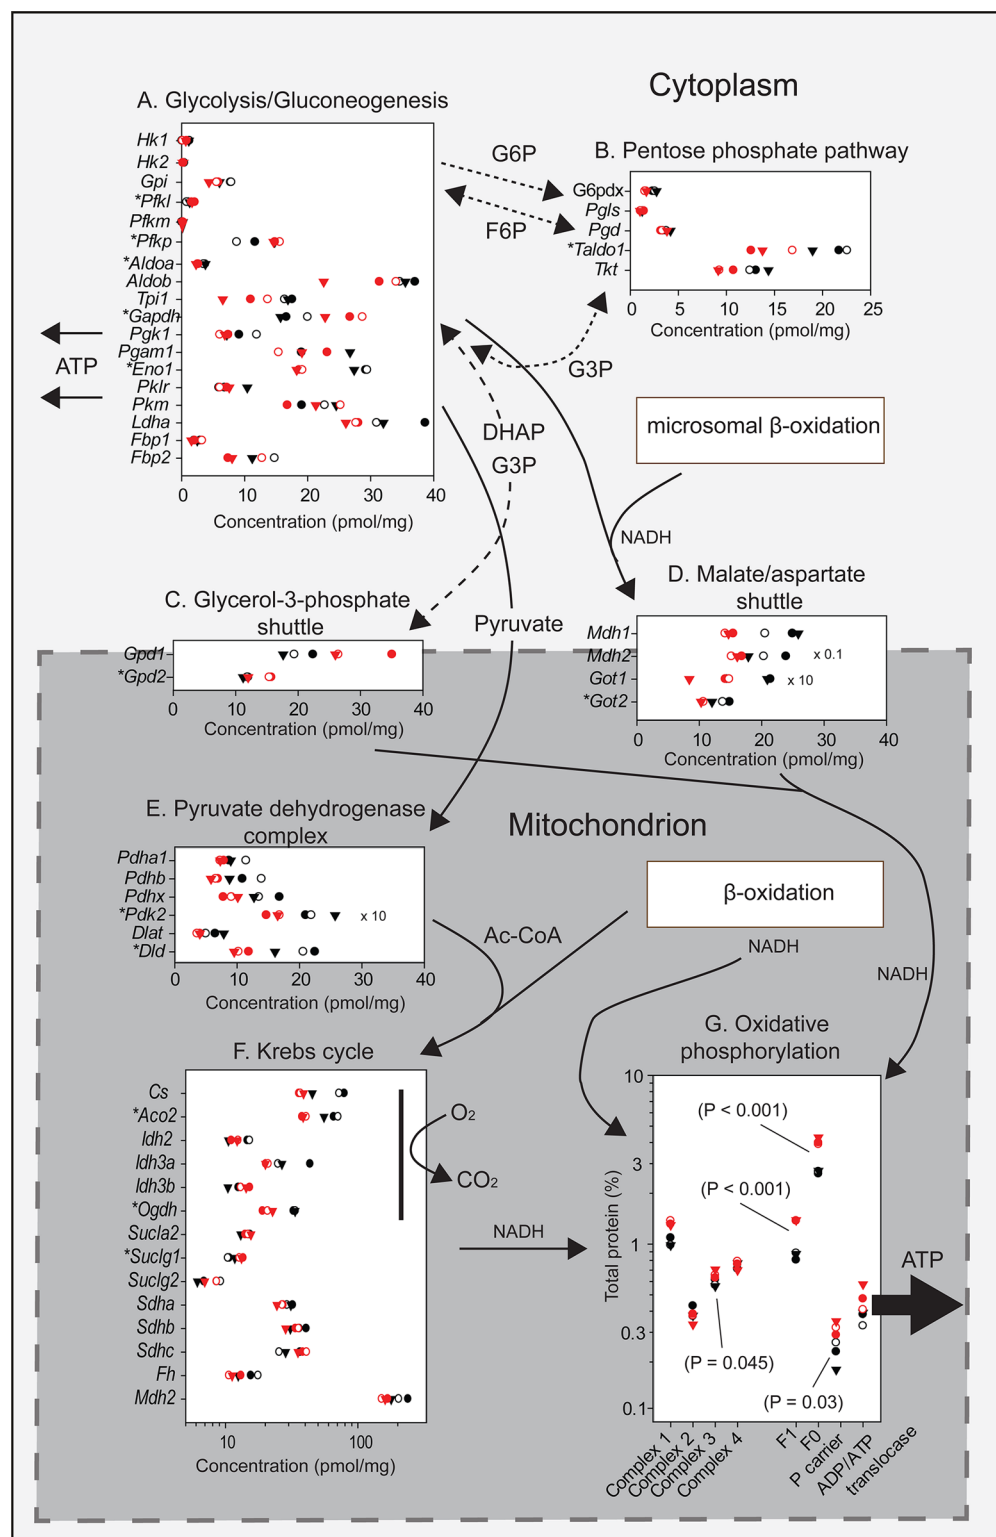 Cytoplasm
A. Glycolysis/Gluconeogenesis
Hk1
Hk2
Gpi
*Pfkl
Pfkm
*Pfkp
*Aldoa
Aldob
Tpi1
*Gapdh
Pgk1
Pgam1
*Eno1
Pklr
Pkm
Ldha
Fbp1
Fbp2
0 10 20 30 40
Concentration (pmol/mg)
ATP
G6P
F6P
B. Pentose phosphate pathway
G6pdx
Pgls
Pgd
*Taldo1
Tkt
0 5 10 15 20 25
Concentration (pmol/mg)
G3P
DHAP
G3P
microsomal β-oxidation
NADH
Pyruvate
C. Glycerol-3-phosphate
shuttle
Gpd1
*Gpd2
0 10 20 30 40
Concentration (pmol/mg)
D. Malate/aspartate
shuttle
Mdh1
Mdh2
x 0.1
Got1
x 10
*Got2
0 10 20 30 40
Concentration (pmol/mg)
Mitochondrion
E. Pyruvate dehydrogenase
complex
Pdha1
Pdhb
Pdhx
*Pdk2
x 10
Dlat
*Dld
0 10 20 30 40
Concentration (pmol/mg)
β-oxidation
Ac-CoA
NADH
NADH
F. Krebs cycle
Cs
*Aco2
Idh2
Idh3a
Idh3b
*Ogdh
Sucla2
*Suclg1
Suclg2
Sdha
Sdhb
Sdhc
Fh
Mdh2
10 100
Concentration (pmol/mg)
O2
CO2
NADH
G. Oxidative
phosphorylation
10
3
1
0.3
0.1
Total protein (%)
(P < 0.001)
(P < 0.001)
(P = 0.045)
(P = 0.03)
Complex 1
Complex 2
Complex 3
Complex 4
F1
F0
P carrier
ADP/ATP
translocase
ATP